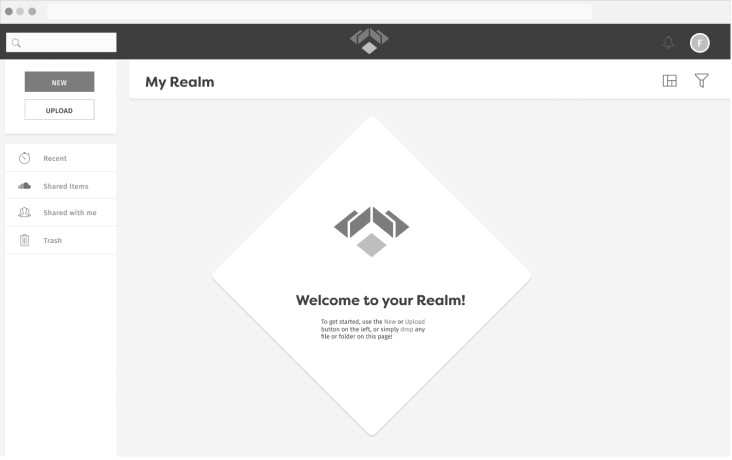 F
NEW
My Realm
UPLOAD
Recent
Shared Items
Shared with me
Trash
Welcome to your Realm!
To get started, use the New or Upload
button on the left, or simply drop any
file or folder on this page!